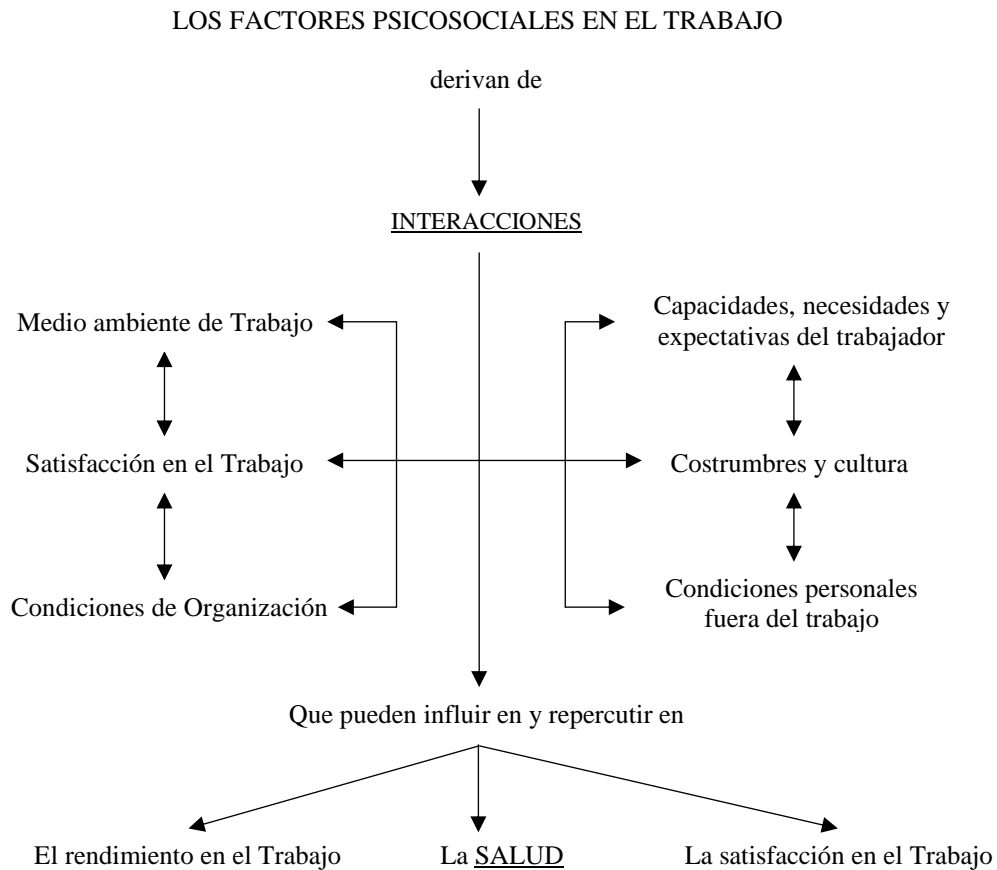 LOS FACTORES PSICOSOCIALES EN EL TRABAJO
derivan de
INTERACCIONES
Medio ambiente de Trabajo
Capacidades, necesidades y
expectativas del trabajador
Satisfacción en el Trabajo
Costrumbres y cultura
Condiciones de Organización
Condiciones personales
fuera del trabajo
Que pueden influir en y repercutir en
El rendimiento en el Trabajo
La SALUD
La satisfacción en el Trabajo